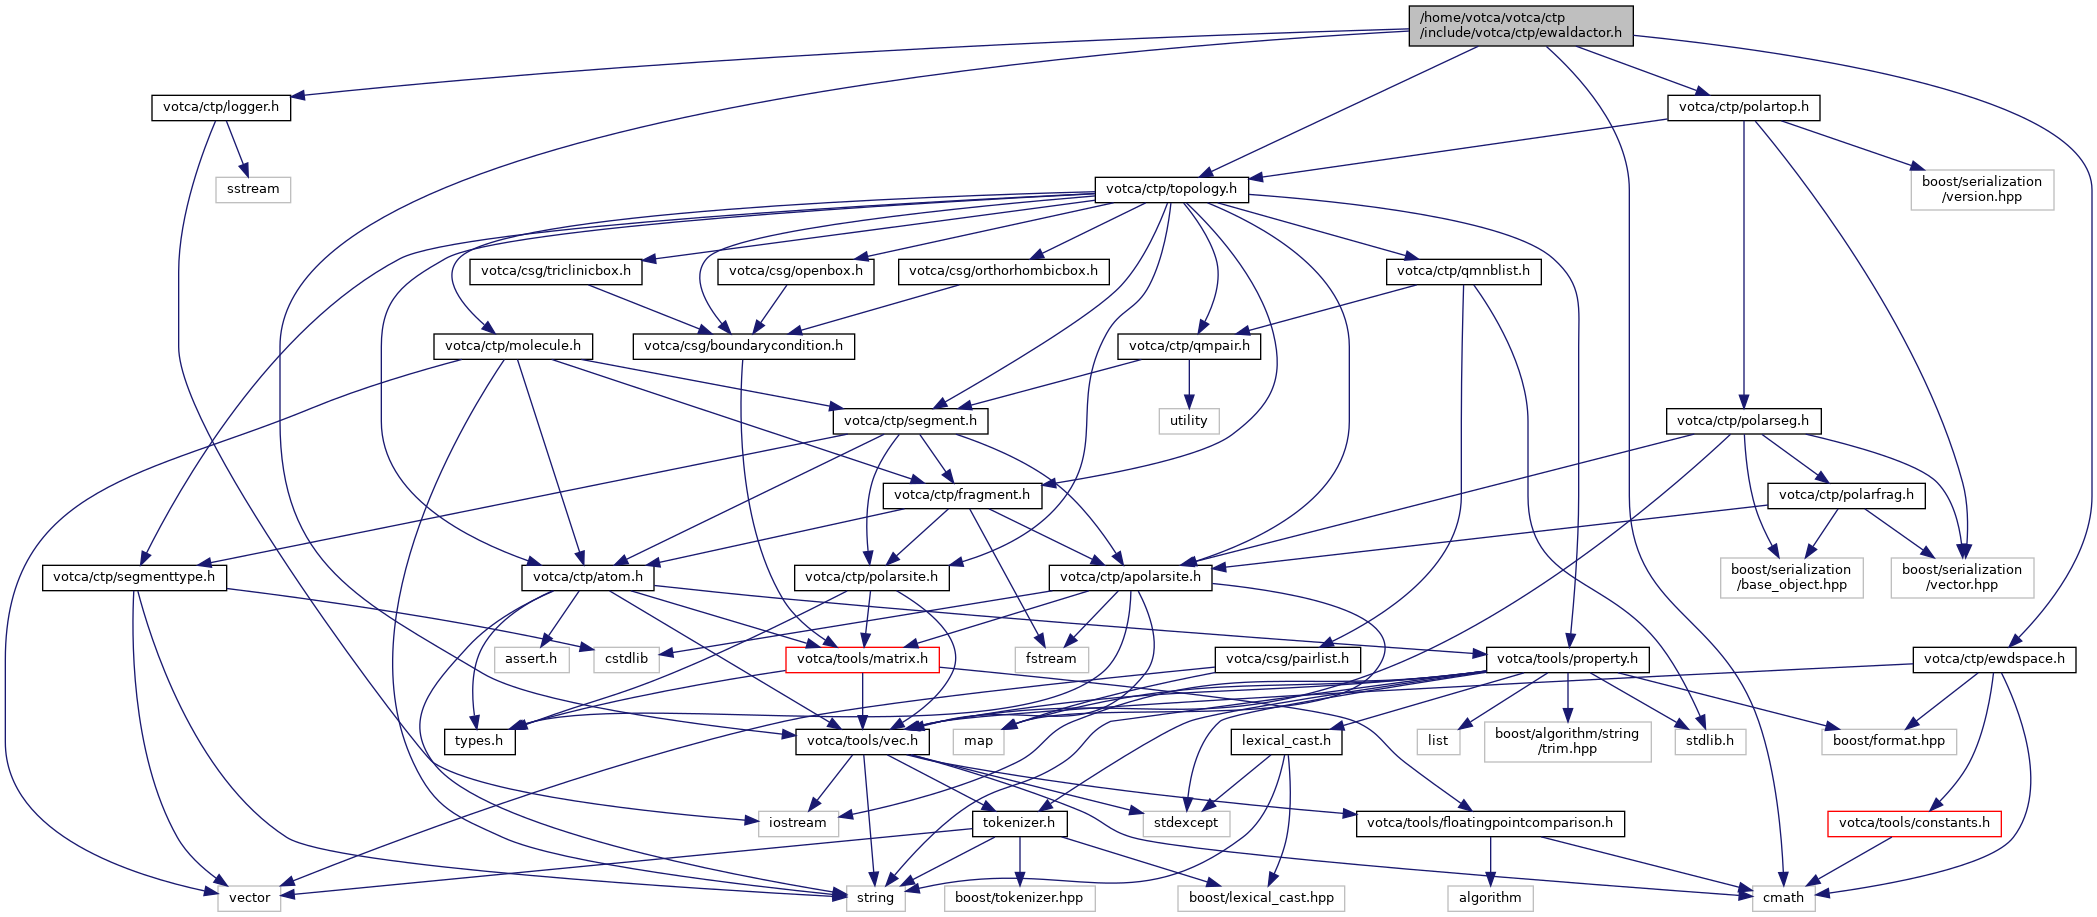 /home/votca/votca/ctp
/include/votca/ctp/ewaldactor.h
votca/ctp/logger.h
votca/ctp/polartop.h
sstream
votca/ctp/topology.h
boost/serialization
/version.hpp
votca/csg/triclinicbox.h
votca/csg/openbox.h
votca/csg/orthorhombicbox.h
votca/ctp/qmnblist.h
votca/ctp/molecule.h
votca/csg/boundarycondition.h
votca/ctp/qmpair.h
votca/ctp/segment.h
utility
votca/ctp/polarseg.h
votca/ctp/fragment.h
votca/ctp/polarfrag.h
votca/ctp/segmenttype.h
votca/ctp/atom.h
votca/ctp/polarsite.h
votca/ctp/apolarsite.h
boost/serialization
/base_object.hpp
boost/serialization
/vector.hpp
assert.h
cstdlib
votca/tools/matrix.h
fstream
votca/csg/pairlist.h
votca/tools/property.h
votca/ctp/ewdspace.h
types.h
votca/tools/vec.h
map
lexical_cast.h
list
boost/algorithm/string
/trim.hpp
stdlib.h
boost/format.hpp
iostream
tokenizer.h
stdexcept
votca/tools/floatingpointcomparison.h
votca/tools/constants.h
vector
string
boost/tokenizer.hpp
boost/lexical_cast.hpp
algorithm
cmath